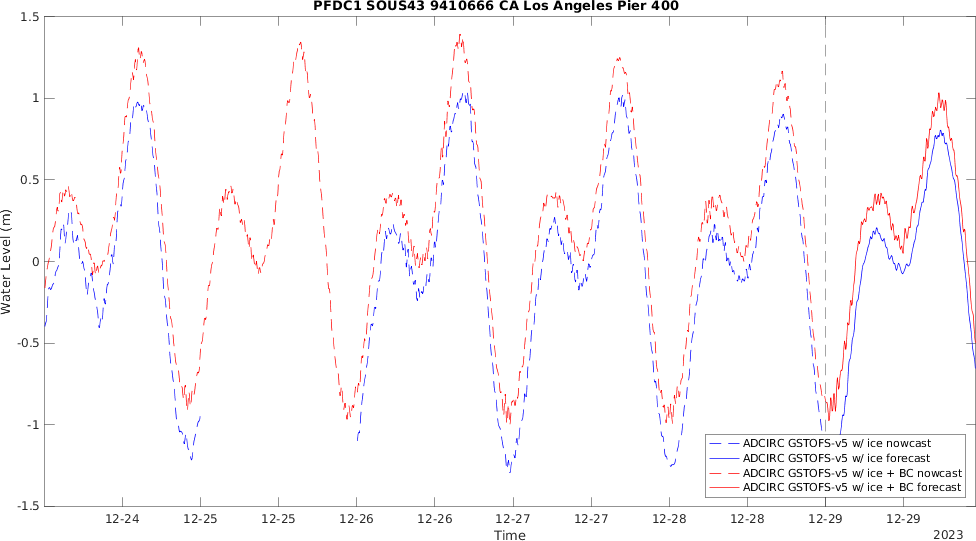 PFDC1 SOUS43 9410666 CA Los Angeles Pier 400
1.5
1
0.5
0
-0.5
-1
-1.5
Water Level (m)
ADCIRC GSTOFS-v5 w/ ice nowcast
ADCIRC GSTOFS-v5 w/ ice forecast
ADCIRC GSTOFS-v5 w/ ice + BC nowcast
ADCIRC GSTOFS-v5 w/ ice + BC forecast
12-24 12-25 12-25 12-26 12-26 12-27 12-27 12-28 12-28 12-29 12-29
Time
2023